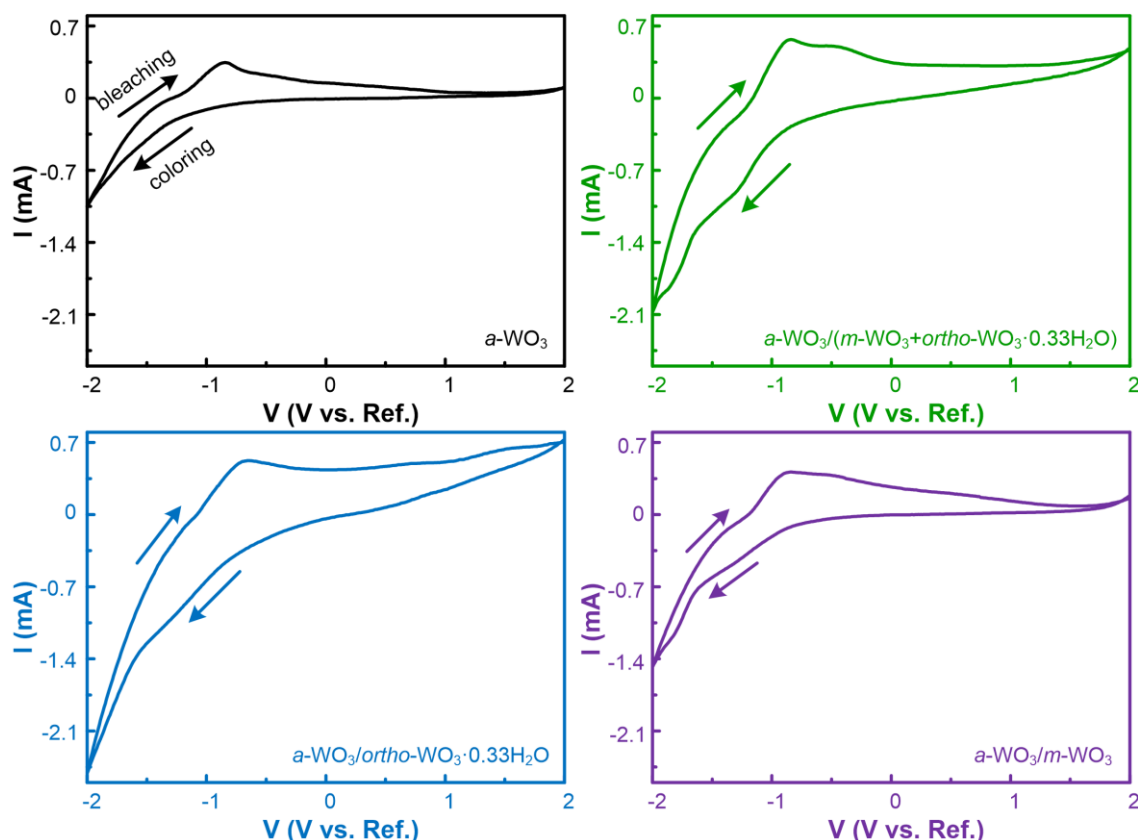 0.7
0
-0.7
-1.4
-2.1
I (mA)
bleaching
coloring
a-WO₃
-2
-1
0
1
2
V (V vs. Ref.)
0.7
0
-0.7
-1.4
-2.1
I (mA)
a-WO₃/(m-WO₃+ortho-WO₃·0.33H₂O)
-2
-1
0
1
2
V (V vs. Ref.)
0.7
0
-0.7
-1.4
-2.1
I (mA)
a-WO₃/ortho-WO₃·0.33H₂O
-2
-1
0
1
2
V (V vs. Ref.)
0.7
0
-0.7
-1.4
-2.1
I (mA)
a-WO₃/m-WO₃
-2
-1
0
1
2
V (V vs. Ref.)